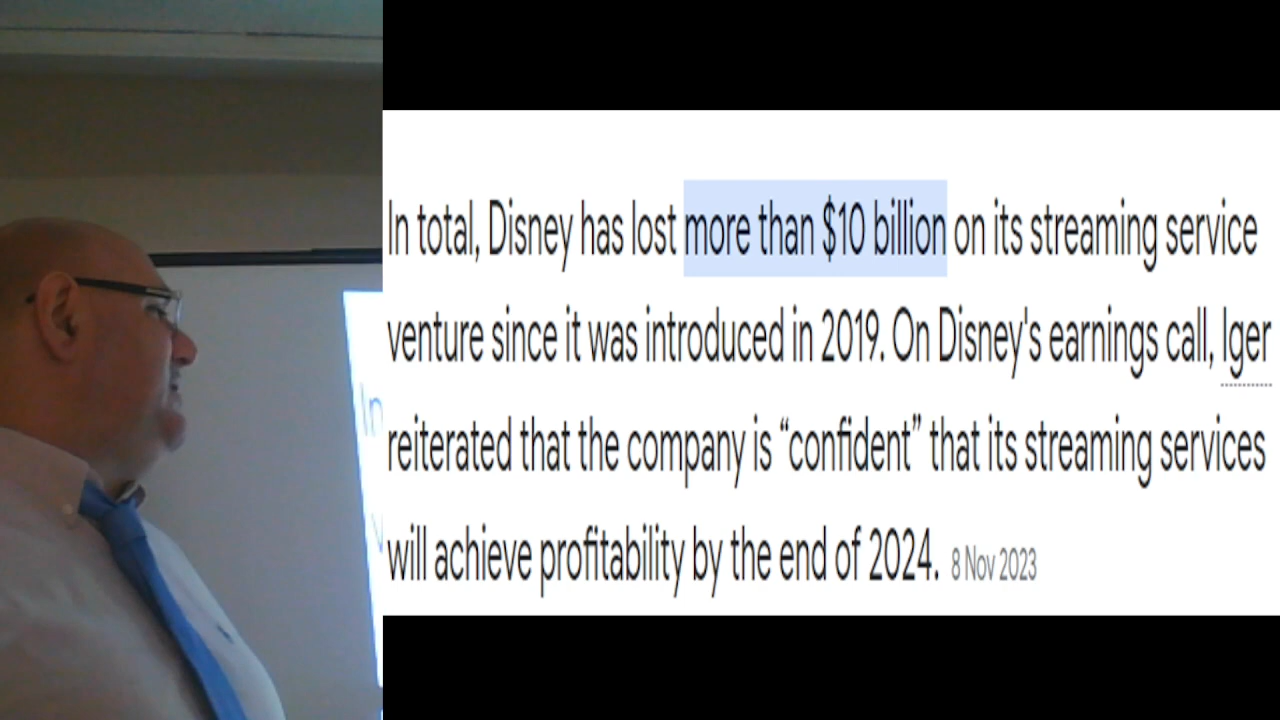 In total, Disney has lost more than $10 billion on its streaming service
venture since it was introduced in 2019. On Disney's earnings call, Iger
reiterated that the company is “confident” that its streaming services
will achieve profitability by the end of 2024. 8 Nov 2023
In